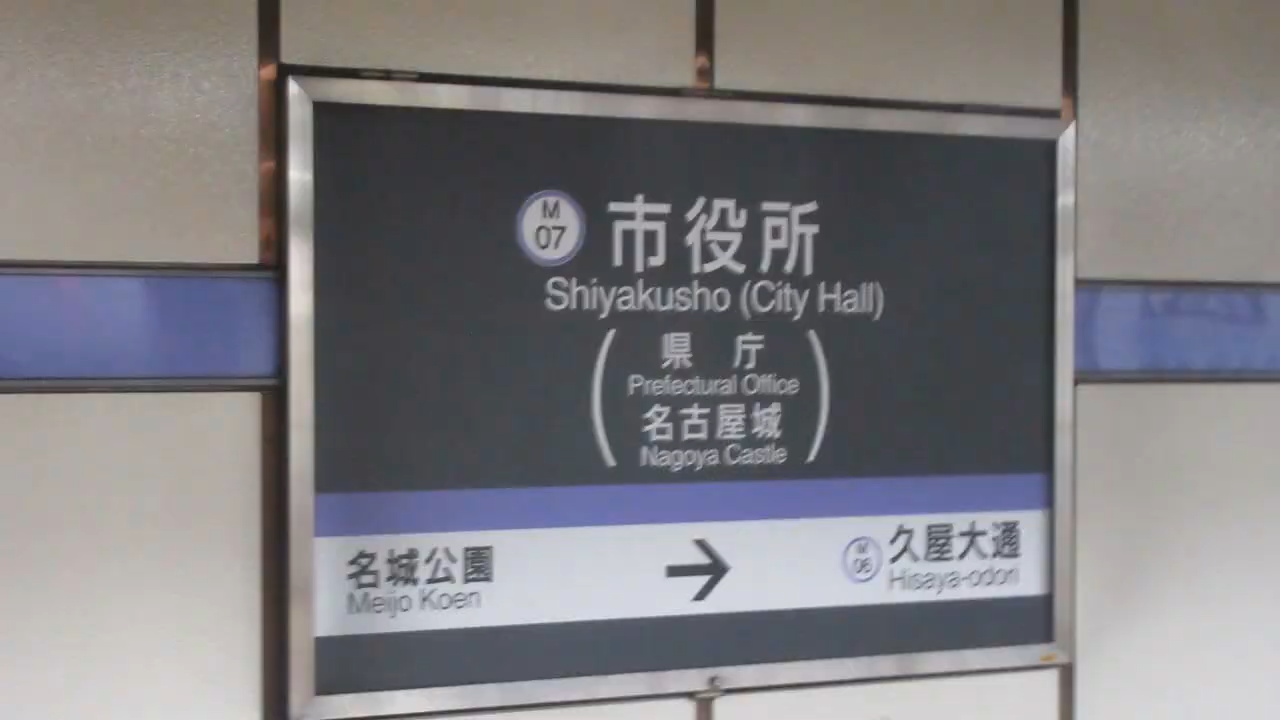 M
07
市役所
Shiyakusho (City Hall)
県 庁
Prefectural Office
名古屋城
Nagoya Castle
名城公園
Meijo Koen
→
M
06
久屋大通
Hisaya-odori